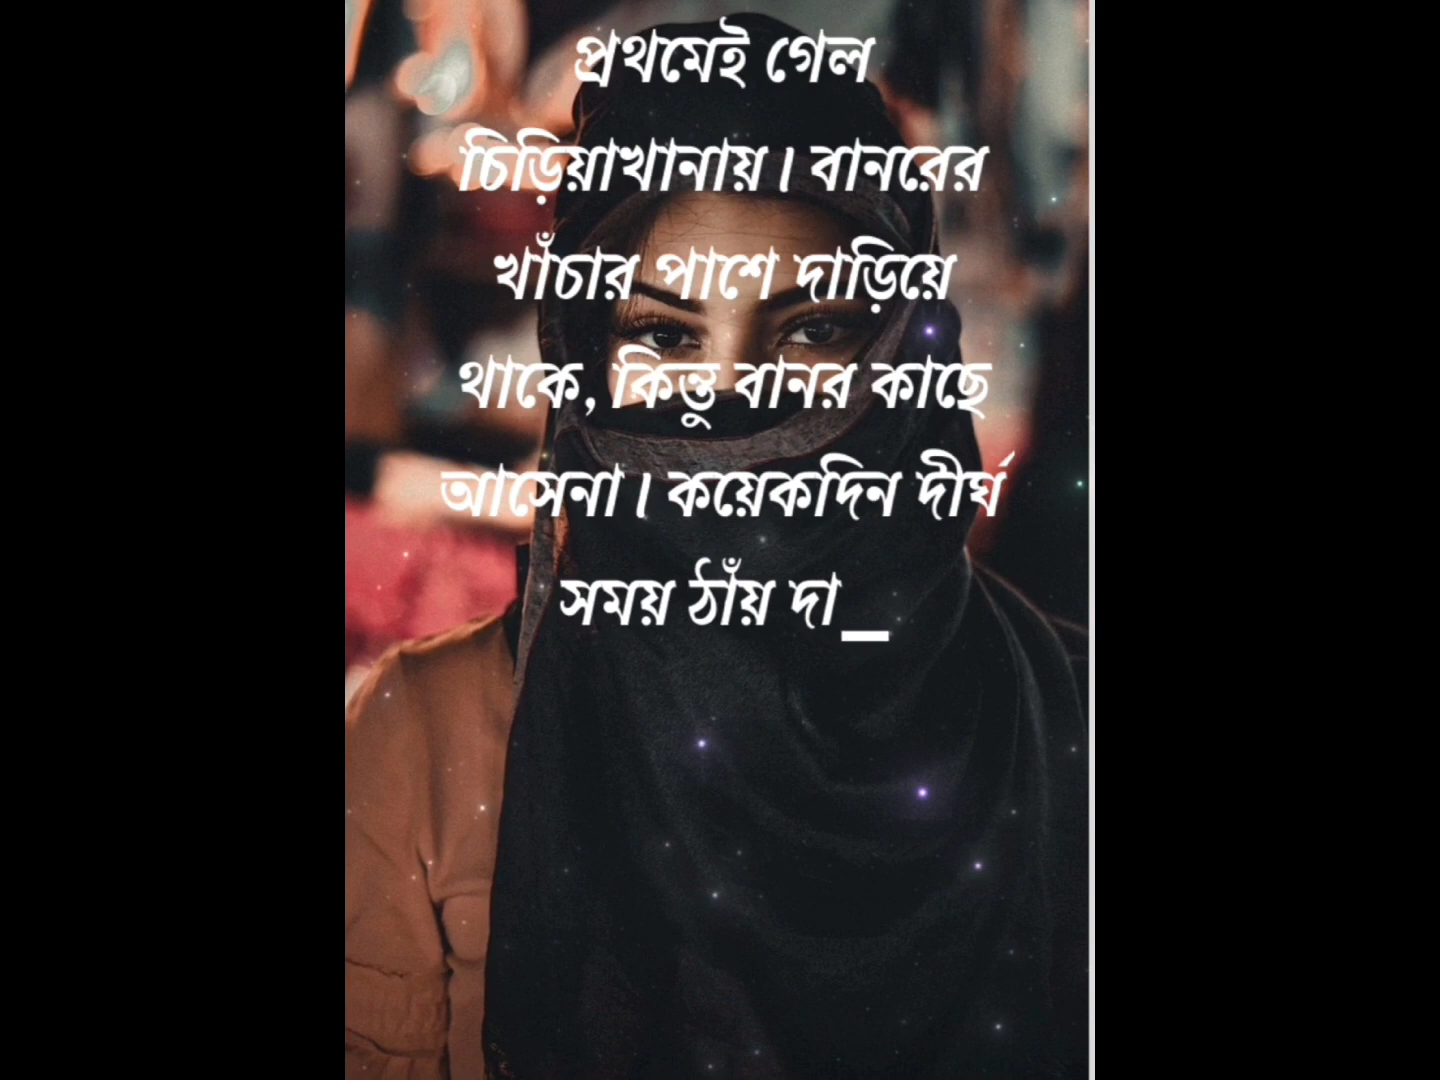 প্রথমেই গেল
চিড়িয়াখানায়। বানরের
খাঁচার পাশে দাড়িয়ে
থাকে, কিন্তু বানর কাছে
আসেনা। কয়েকদিন দীর্ঘ
সময় ঠাঁয় দা_